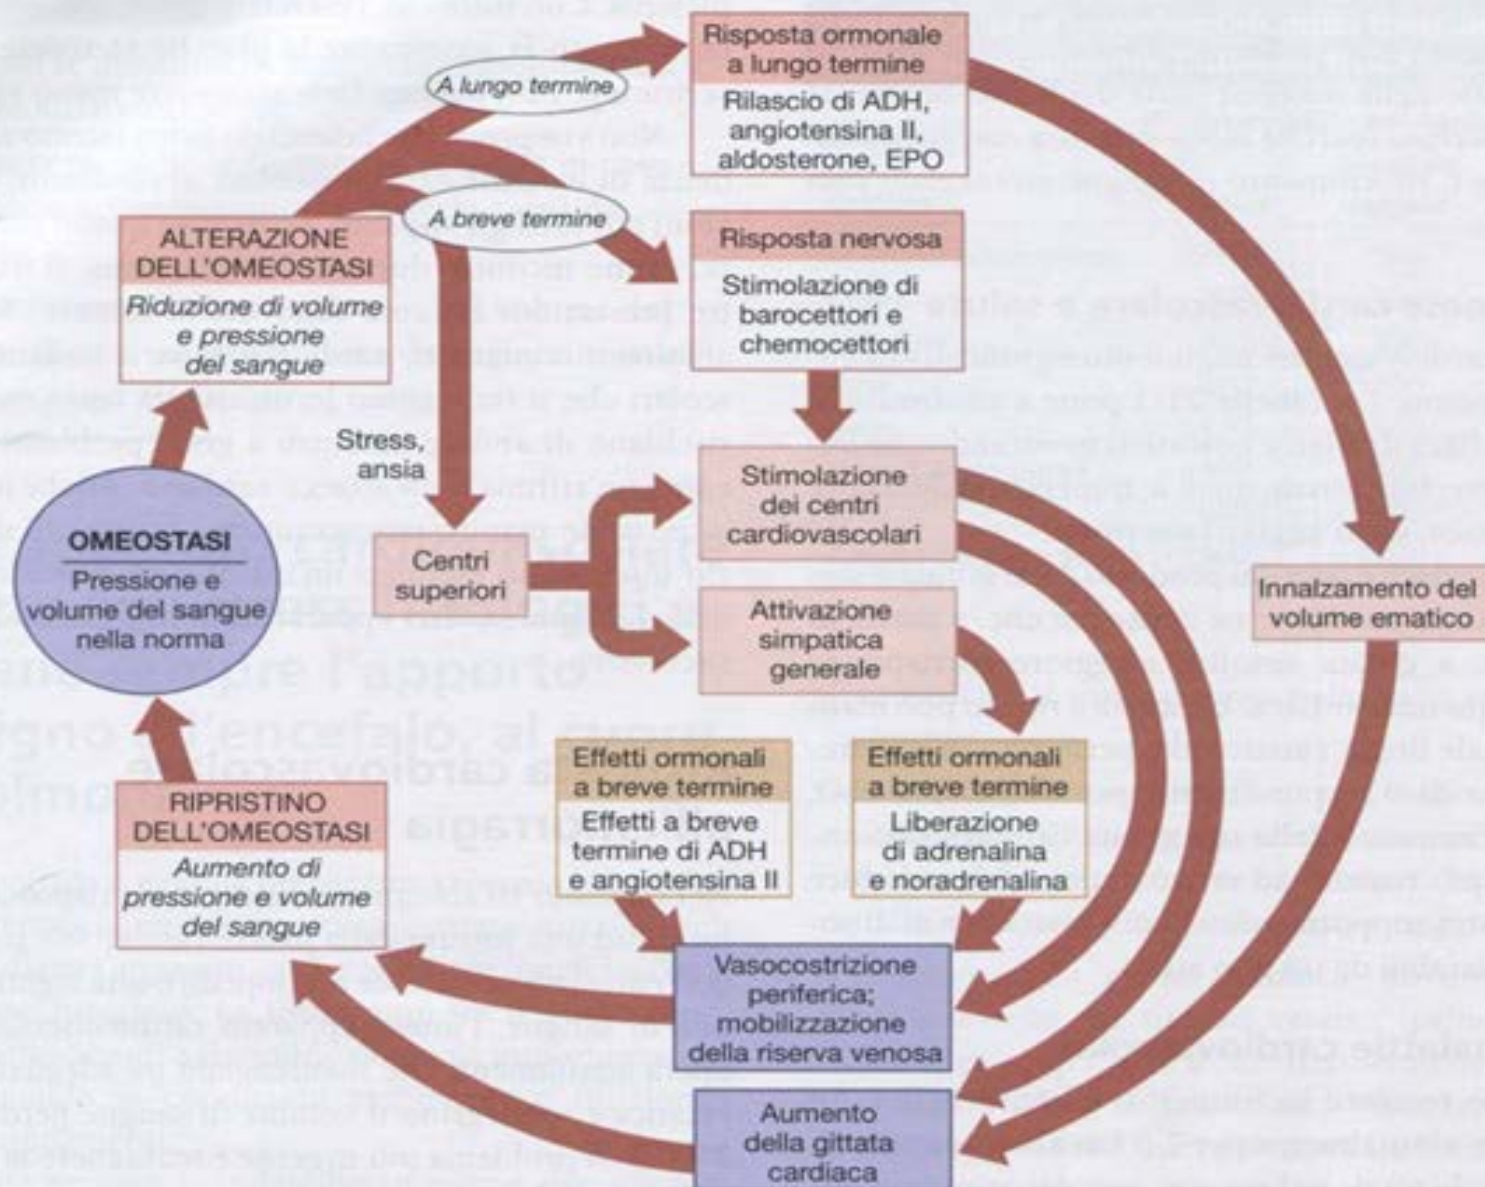 A lungo termine
Risposta ormonale
a lungo termine
Rilascio di ADH,
angiotensina II,
aldosterone, EPO
A breve termine
ALTERAZIONE
DELL'OMEOSTASI
Riduzione di volume
e pressione
del sangue
Risposta nervosa
Stimolazione di
barocettori e
chemocettori
Stress,
ansia
OMEOSTASI
Pressione e
volume del sangue
nella norma
Centri
superiori
Stimolazione
dei centri
cardiovascolari
Attivazione
simpatica
generale
Innalzamento del
volume ematico
Effetti ormonali
a breve termine
Effetti a breve
termine di ADH
e angiotensina II
Effetti ormonali
a breve termine
Liberazione
di adrenalina
e noradrenalina
RIPRISTINO
DELL'OMEOSTASI
Aumento di
pressione e volume
del sangue
Vasocostrizione
periferica;
mobilizzazione
della riserva venosa
Aumento
della gittata
cardiaca